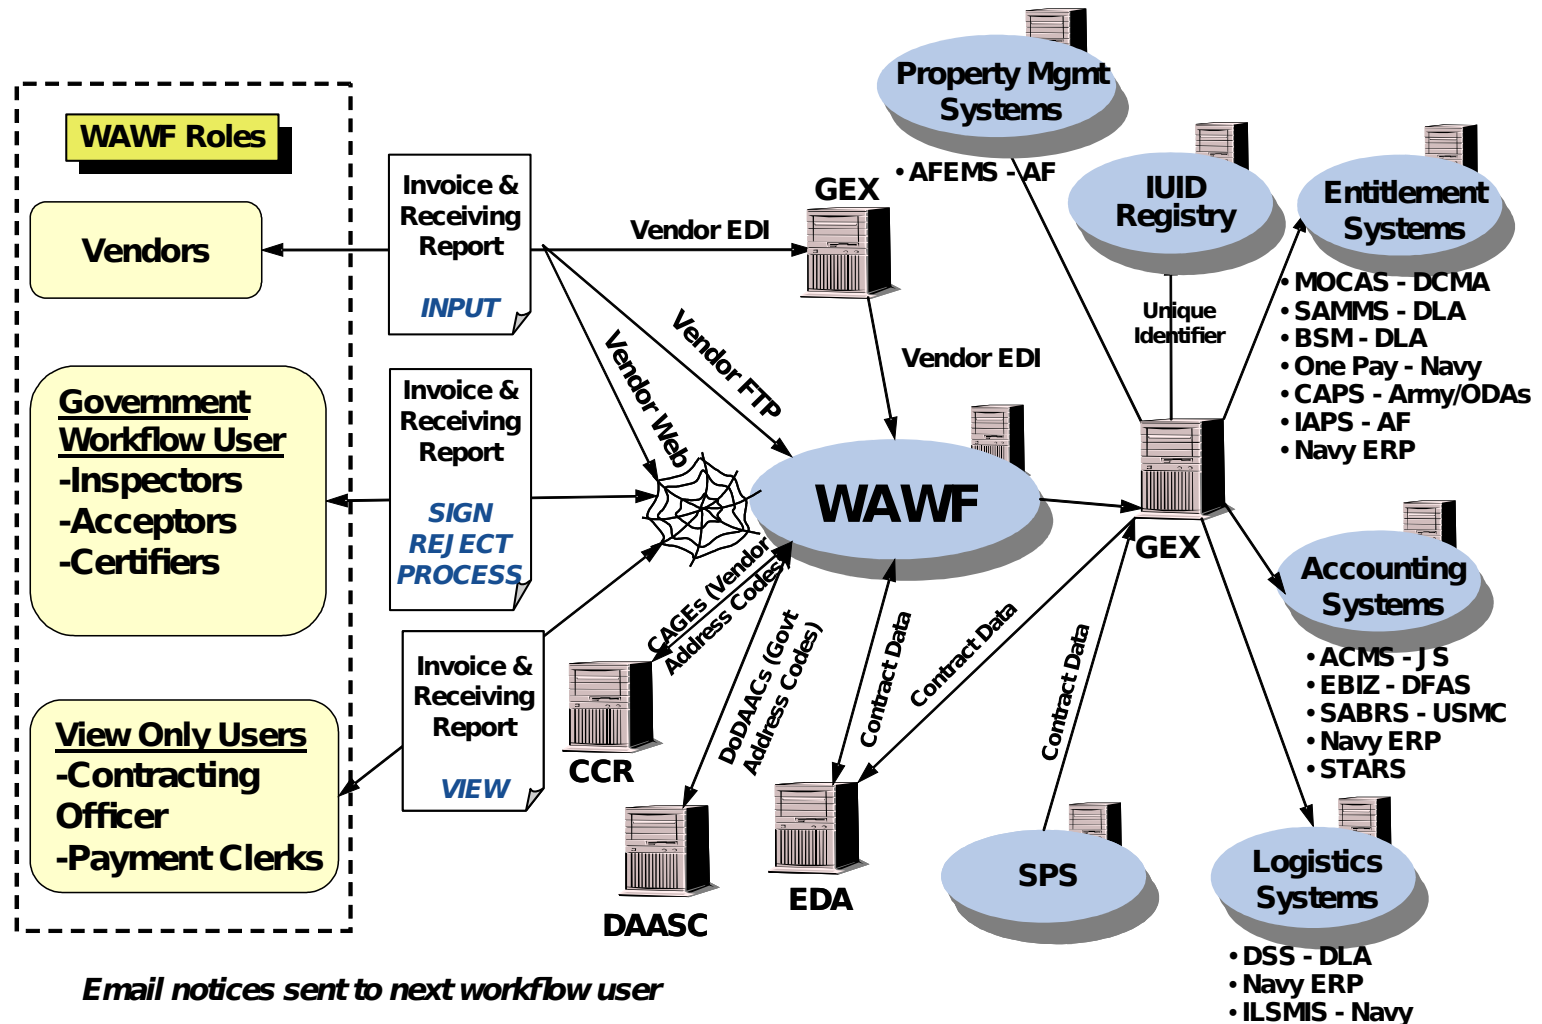 WAWF Roles
Vendors
Government
Workflow User
-Inspectors
-Acceptors
-Certifiers
View Only Users
-Contracting
Officer
-Payment Clerks
Invoice &
Receiving
Report
INPUT
Invoice &
Receiving
Report
SIGN
REJECT
PROCESS
Invoice &
Receiving
Report
VIEW
Vendor EDI
GEX
Vendor EDI
Vendor FTP
Vendor Web
WAWF
CAGEs (Vendor
Address Codes)
CCR
DoDAACs (Govt
Address Codes)
DAASC
Contract Data
EDA
Contract Data
Contract Data
SPS
GEX
Property Mgmt
Systems
• AFEMS - AF
IUID
Registry
Unique
Identifier
Entitlement
Systems
• MOCAS - DCMA
• SAMMS - DLA
• BSM - DLA
• One Pay - Navy
• CAPS - Army/ODAs
• IAPS - AF
• Navy ERP
Accounting
Systems
• ACMS - JS
• EBIZ - DFAS
• SABRS - USMC
• Navy ERP
• STARS
Logistics
Systems
• DSS - DLA
• Navy ERP
• ILSMIS - Navy
Email notices sent to next workflow user